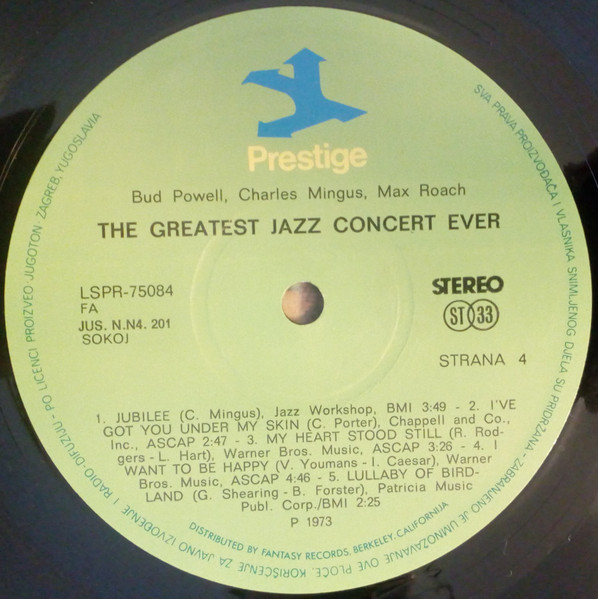 Prestige
Bud Powell, Charles Mingus, Max Roach
THE GREATEST JAZZ CONCERT EVER
LSPR-75084
FA
JUS. N.N4. 201
SOKOJ
STEREO
ST 33
STRANA 4
1. JUBILEE (C. Mingus), Jazz Workshop, BMI 3:49 - 2. I'VE
GOT YOU UNDER MY SKIN (C. Porter), Chappell and Co.,
Inc., ASCAP 2:47 - 3. MY HEART STOOD STILL (R. Rod-
gers - L. Hart), Warner Bros. Music, ASCAP 3:26 - 4. I
WANT TO BE HAPPY (V. Youmans - I. Caesar), Warner
Bros. Music, ASCAP 4:46 - 5. LULLABY OF BIRD-
LAND (G. Shearing - B. Forster), Patricia Music
Publ. Corp./BMI 2:25
P 1973
DISTRIBUTED BY FANTASY RECORDS, BERKELEY, CALIFORNIJA
SVA PRAVA PROIZVOĐAČA I VLASNIKA SNIMLJENOG DJELA SU PRIDRŽANA - ZABRANJENO JE UMNOŽAVANJE OVE PLOČE, KORIŠĆENJE ZA JAVNO IZVOĐENJE I RADIO-DIFUZIJU - PO LICENCI PROIZVEO JUGOTON ZAGREB, YUGOSLAVIA